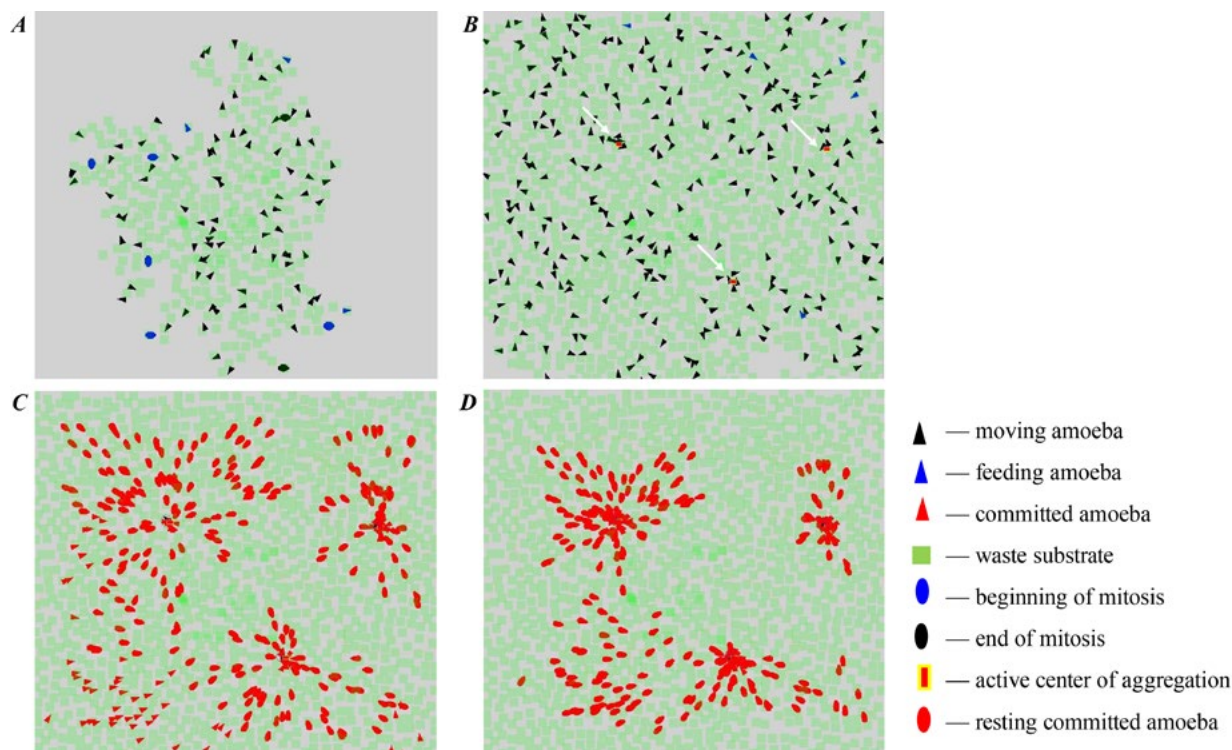 A
B
C
D
— moving amoeba
— feeding amoeba
— committed amoeba
— waste substrate
— beginning of mitosis
— end of mitosis
— active center of aggregation
— resting committed amoeba